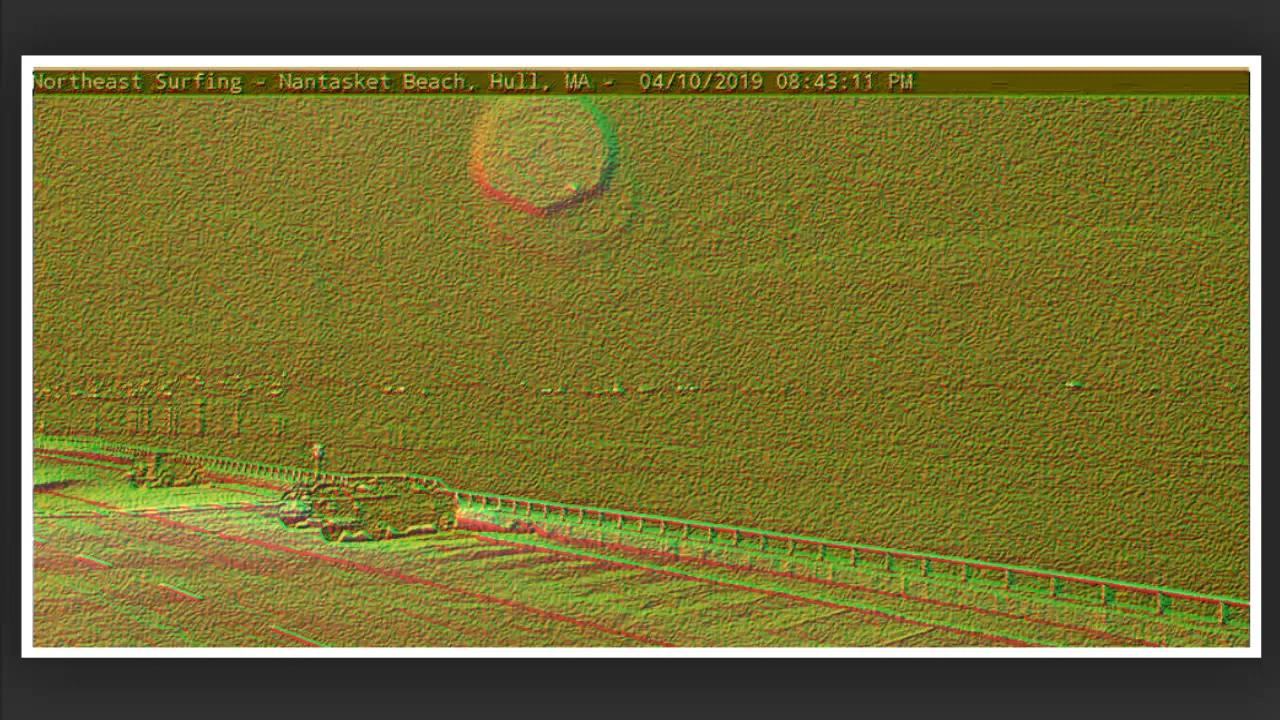 Northeast Surfing - Nantasket Beach, Hull, MA - 04/10/2019 08:43:11 PM